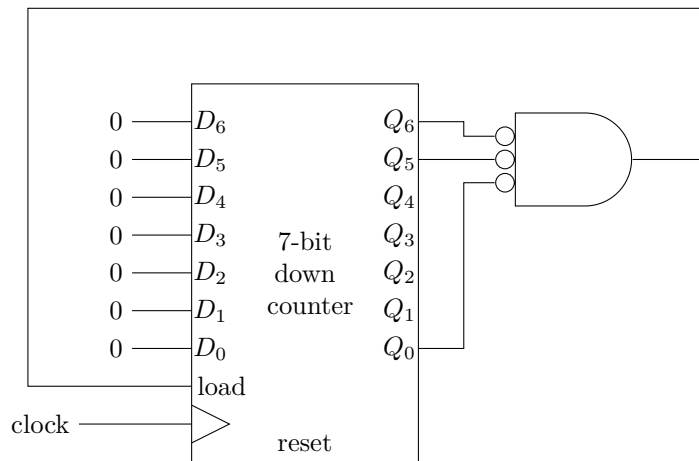 0 D₆ Q₆
0 D₅ Q₅
0 D₄ Q₄
0 D₃ Q₃
0 D₂ Q₂
0 D₁ Q₁
0 D₀ Q₀
7-bit
down
counter
load
clock
reset